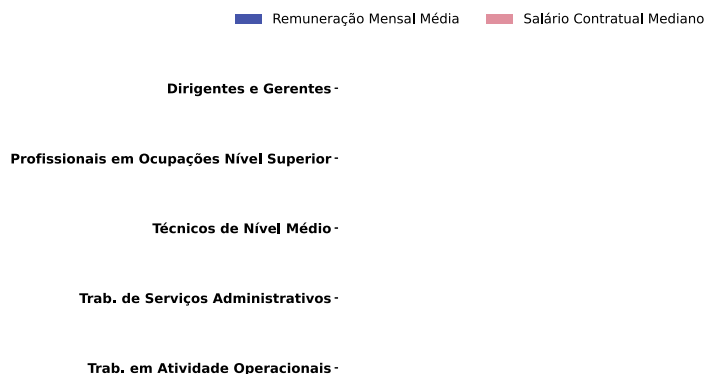 Remuneração Mensal Média Salário Contratual Mediano
Dirigentes e Gerentes
Profissionais em Ocupações Nível Superior
Técnicos de Nível Médio
Trab. de Serviços Administrativos
Trab. em Atividade Operacionais